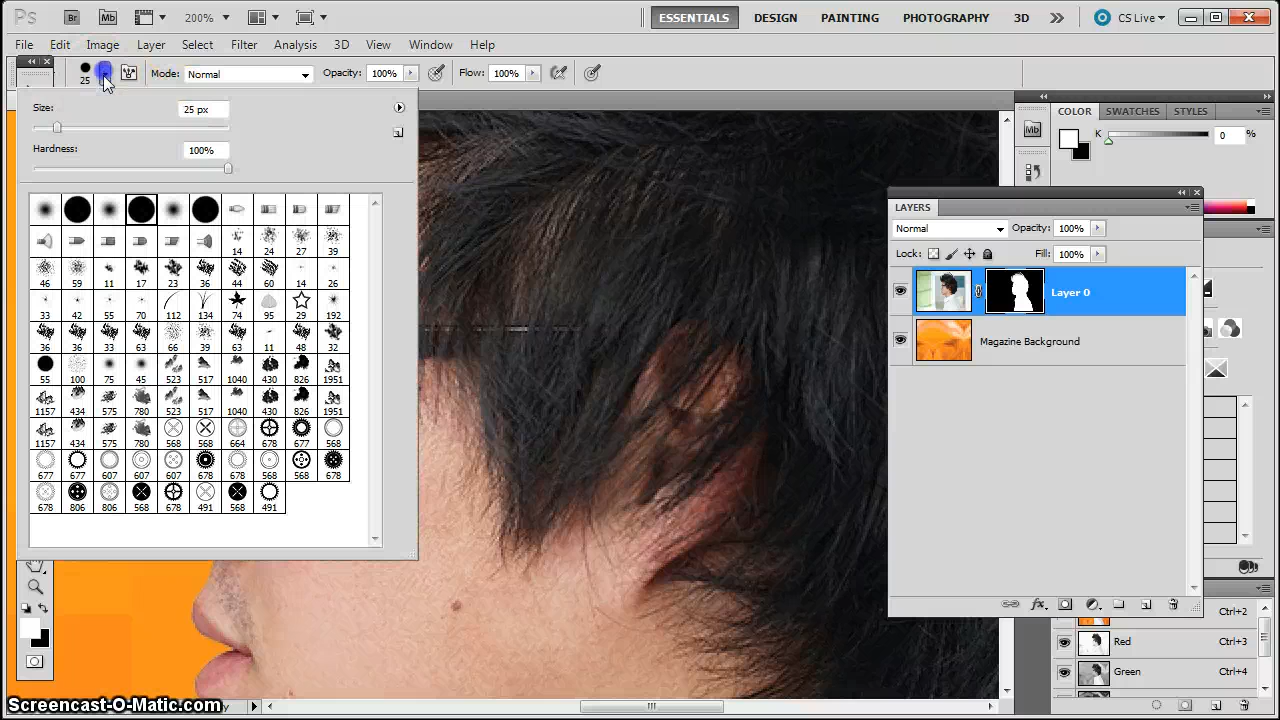 Ps Br Mb 200% ESSENTIALS DESIGN PAINTING PHOTOGRAPHY 3D CS Live
File Edit Image Layer Select Filter Analysis 3D View Window Help
25 Mode: Normal Opacity: 100% Flow: 100%
Size: 25 px
Hardness: 100%
14 24 27 39
46 59 11 17 23 36 44 60 14 26
33 42 55 70 112 134 74 95 29 192
36 36 33 63 66 39 63 11 48 32
55 100 75 45 523 517 1040 430 826 1951
1157 434 575 780 523 517 1040 430 826 1951
1157 434 575 780 568 568 664 678 677 568
677 677 607 607 607 678 678 568 568 678
678 806 806 568 678 491 568 491
COLOR SWATCHES STYLES
Mb K 0 %
LAYERS
Normal Opacity: 100%
Lock: Fill: 100%
Layer 0
Magazine Background
fx
Ctrl+2
Red Ctrl+3
Green Ctrl+4
Screencast-O-Matic.com